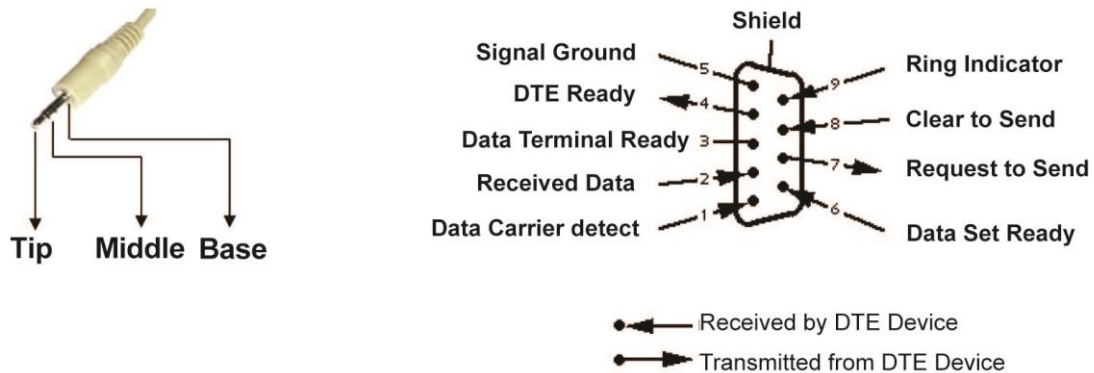 Shield
Signal Ground
5
9
Ring Indicator
DTE Ready
4
8
Clear to Send
Data Terminal Ready
3
7
Request to Send
Received Data
2
Data Carrier detect
1
6
Data Set Ready
Tip
Middle
Base
Received by DTE Device
Transmitted from DTE Device